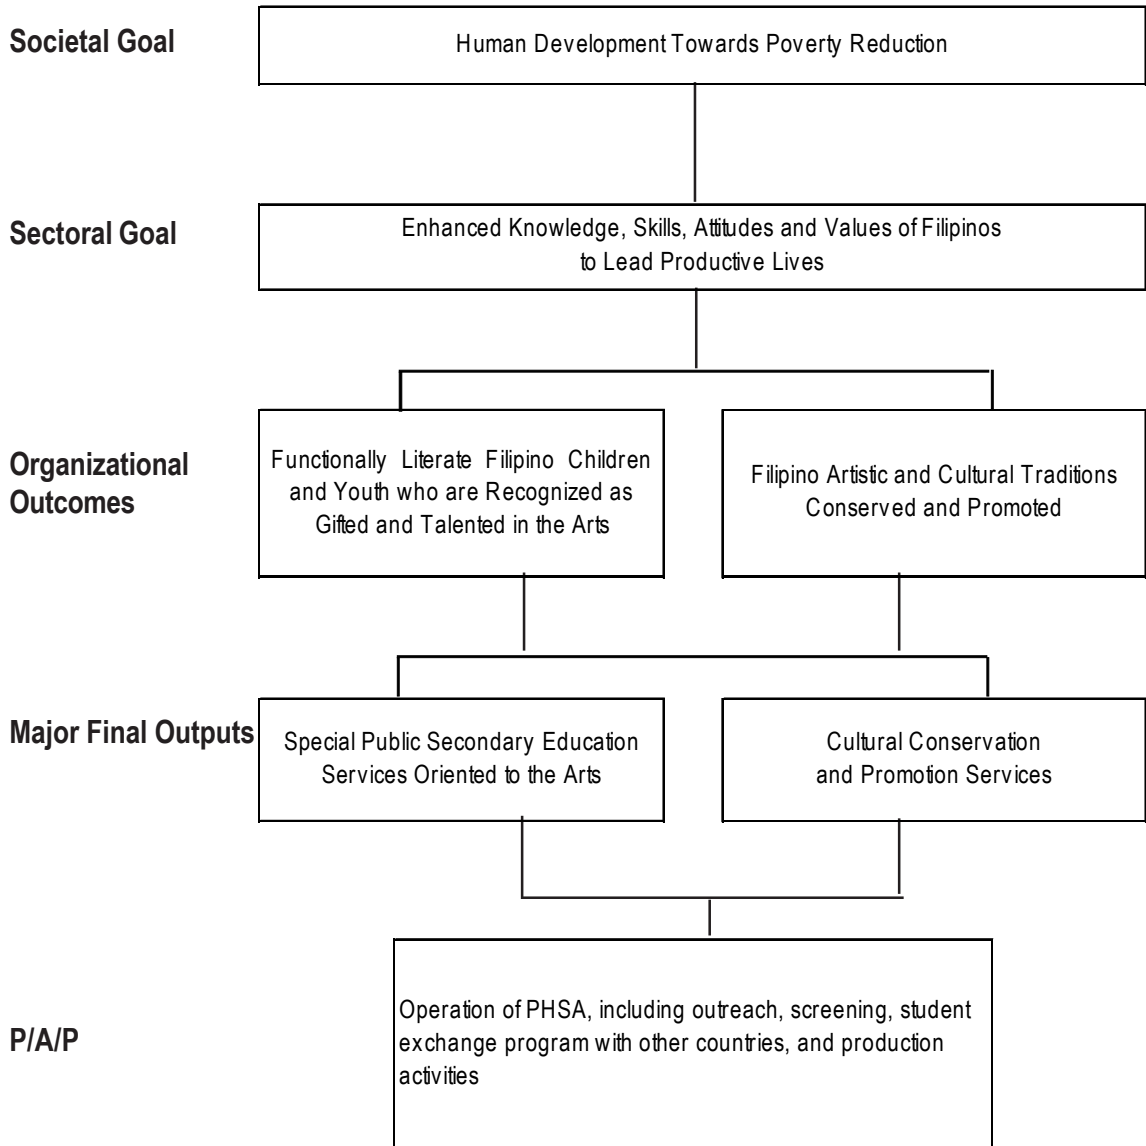 Societal Goal
Human Development Towards Poverty Reduction
Sectoral Goal
Enhanced Knowledge, Skills, Attitudes and Values of Filipinos
to Lead Productive Lives
Organizational
Outcomes
Functionally Literate Filipino Children
and Youth who are Recognized as
Gifted and Talented in the Arts
Filipino Artistic and Cultural Traditions
Conserved and Promoted
Major Final Outputs
Special Public Secondary Education
Services Oriented to the Arts
Cultural Conservation
and Promotion Services
P/A/P
Operation of PHSA, including outreach, screening, student
exchange program with other countries, and production
activities